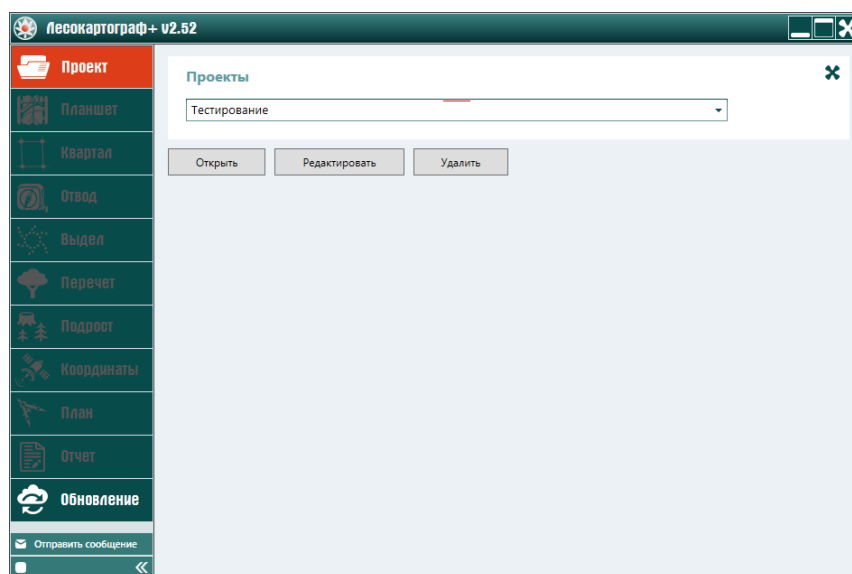 Лесокартограф+ v2.52
Проект
Планшет
Квартал
Отвод
Выдел
Перечет
Подрост
Координаты
План
Отчет
Обновление
Отправить сообщение
Проекты
Тестирование
Открыть Редактировать Удалить